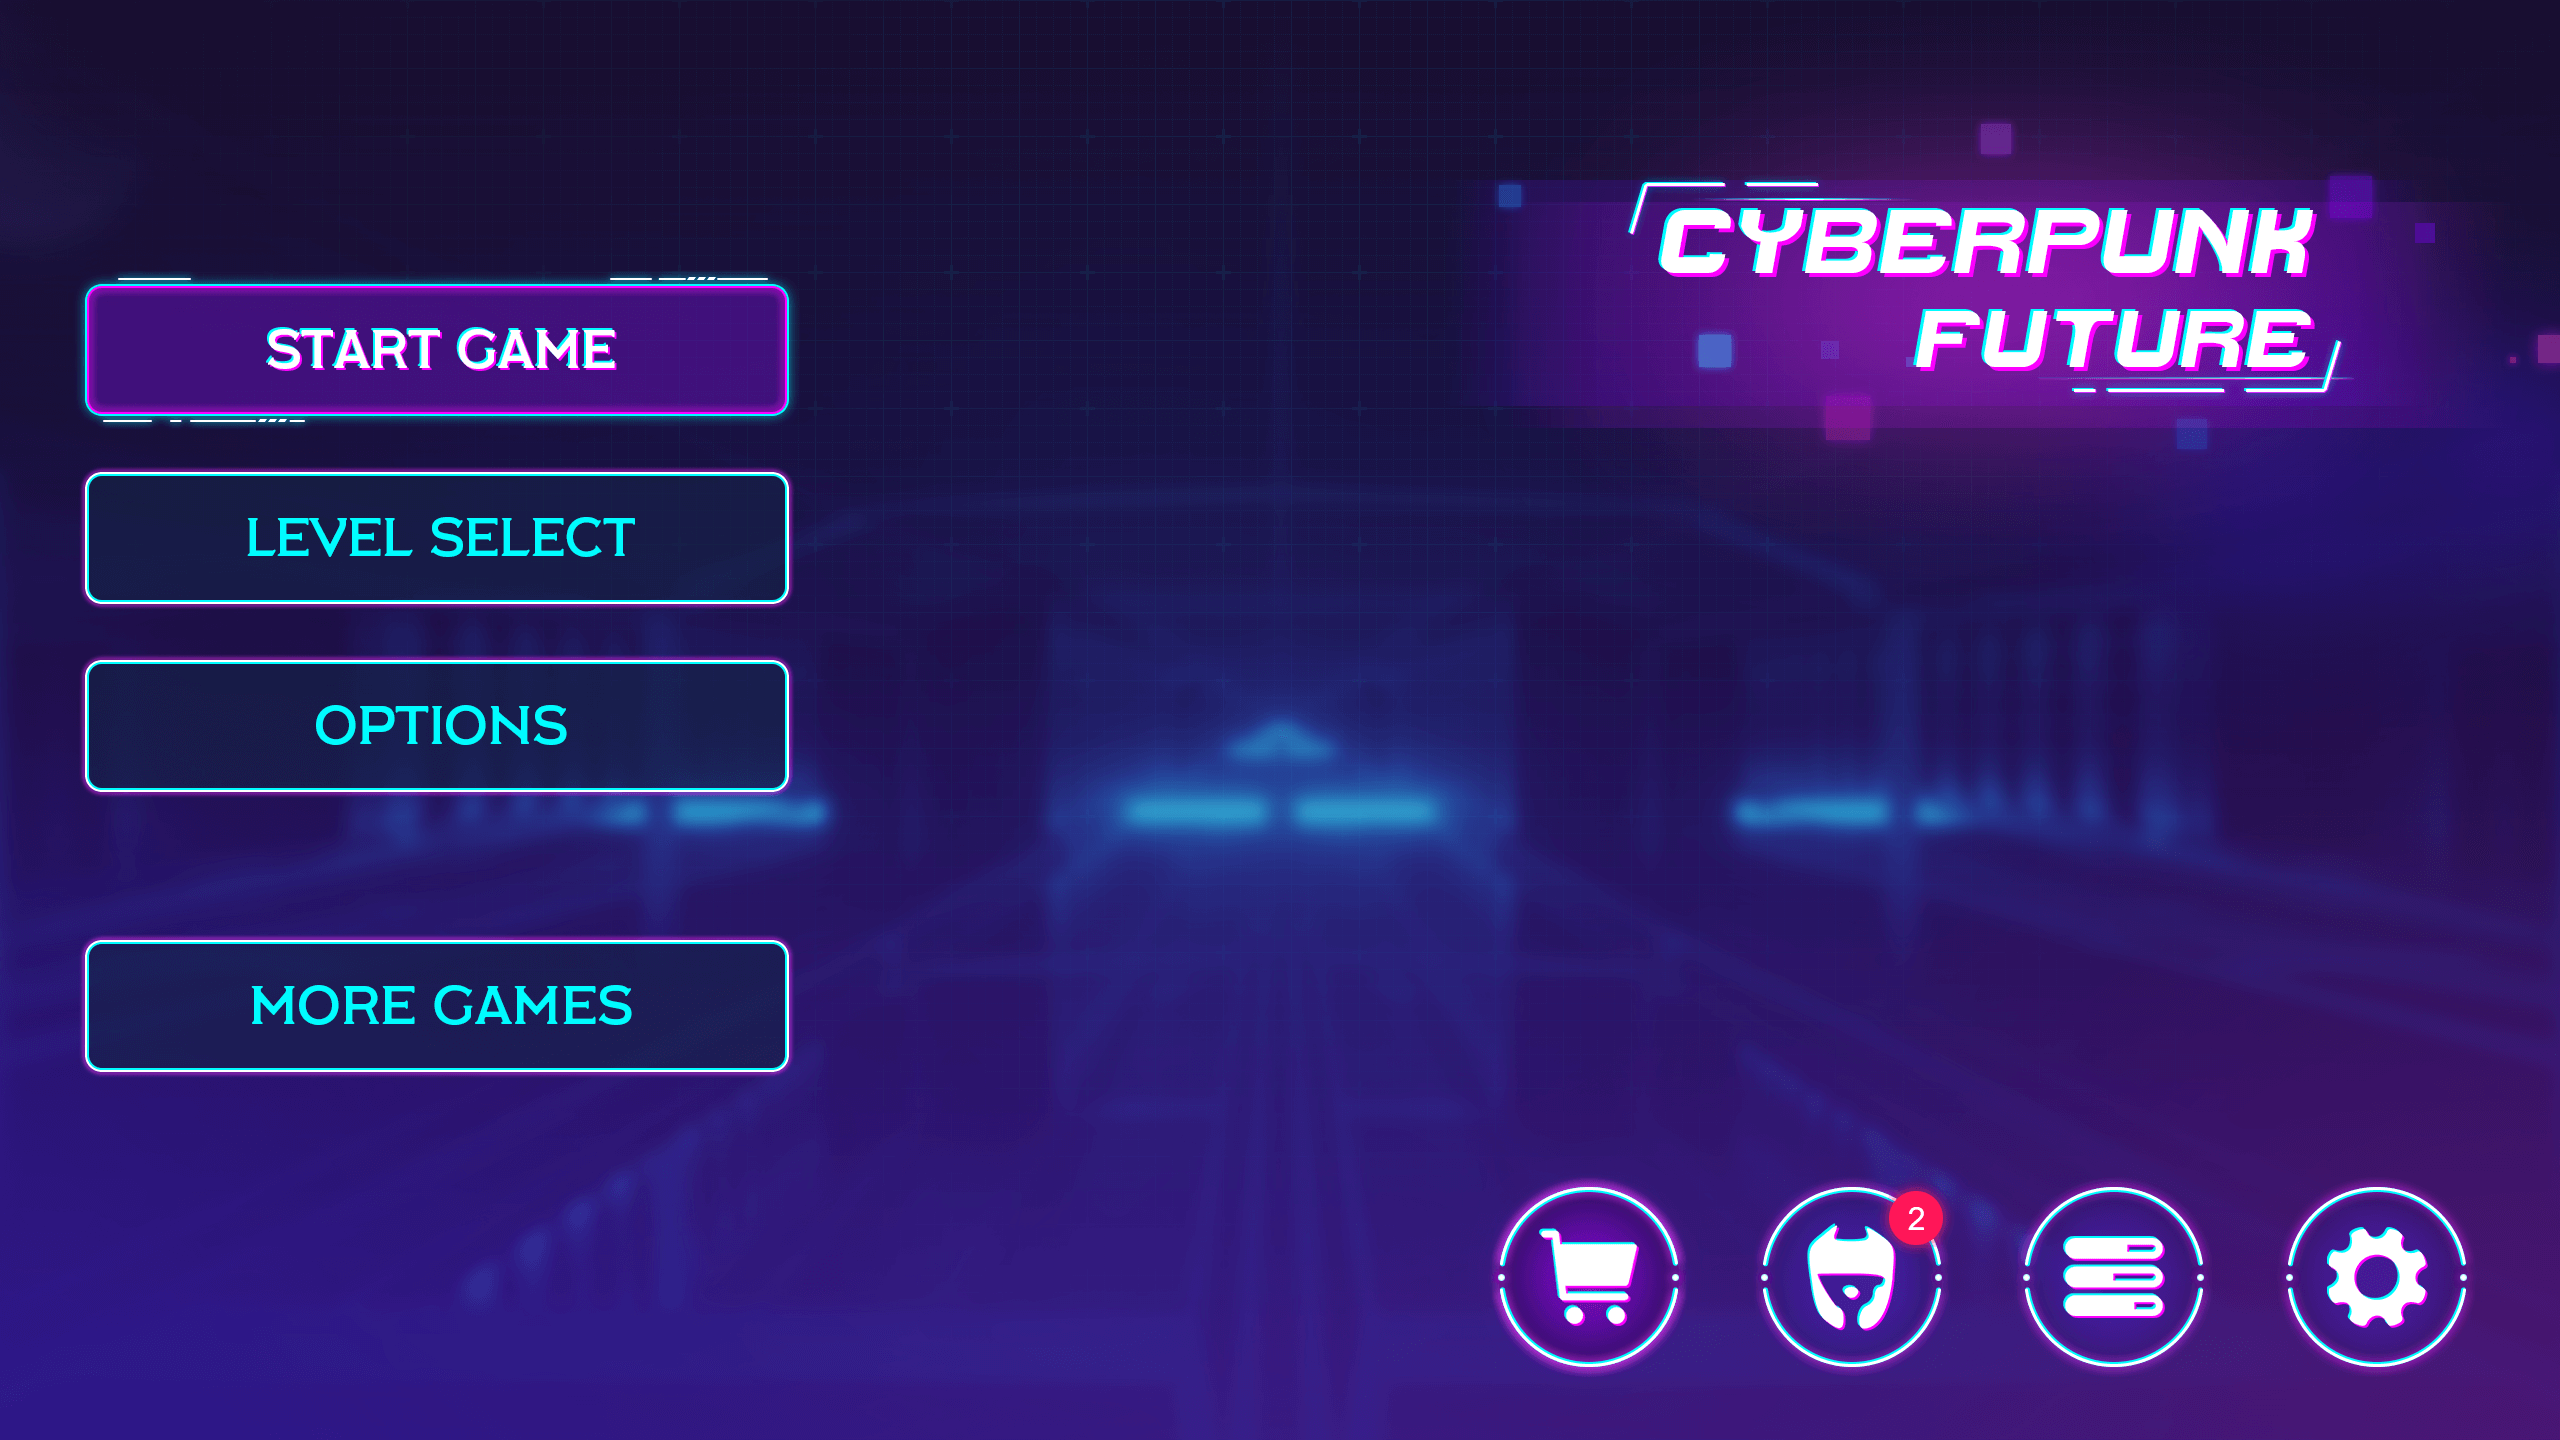 CYBERPUNK
FUTURE
START GAME
LEVEL SELECT
OPTIONS
MORE GAMES
2